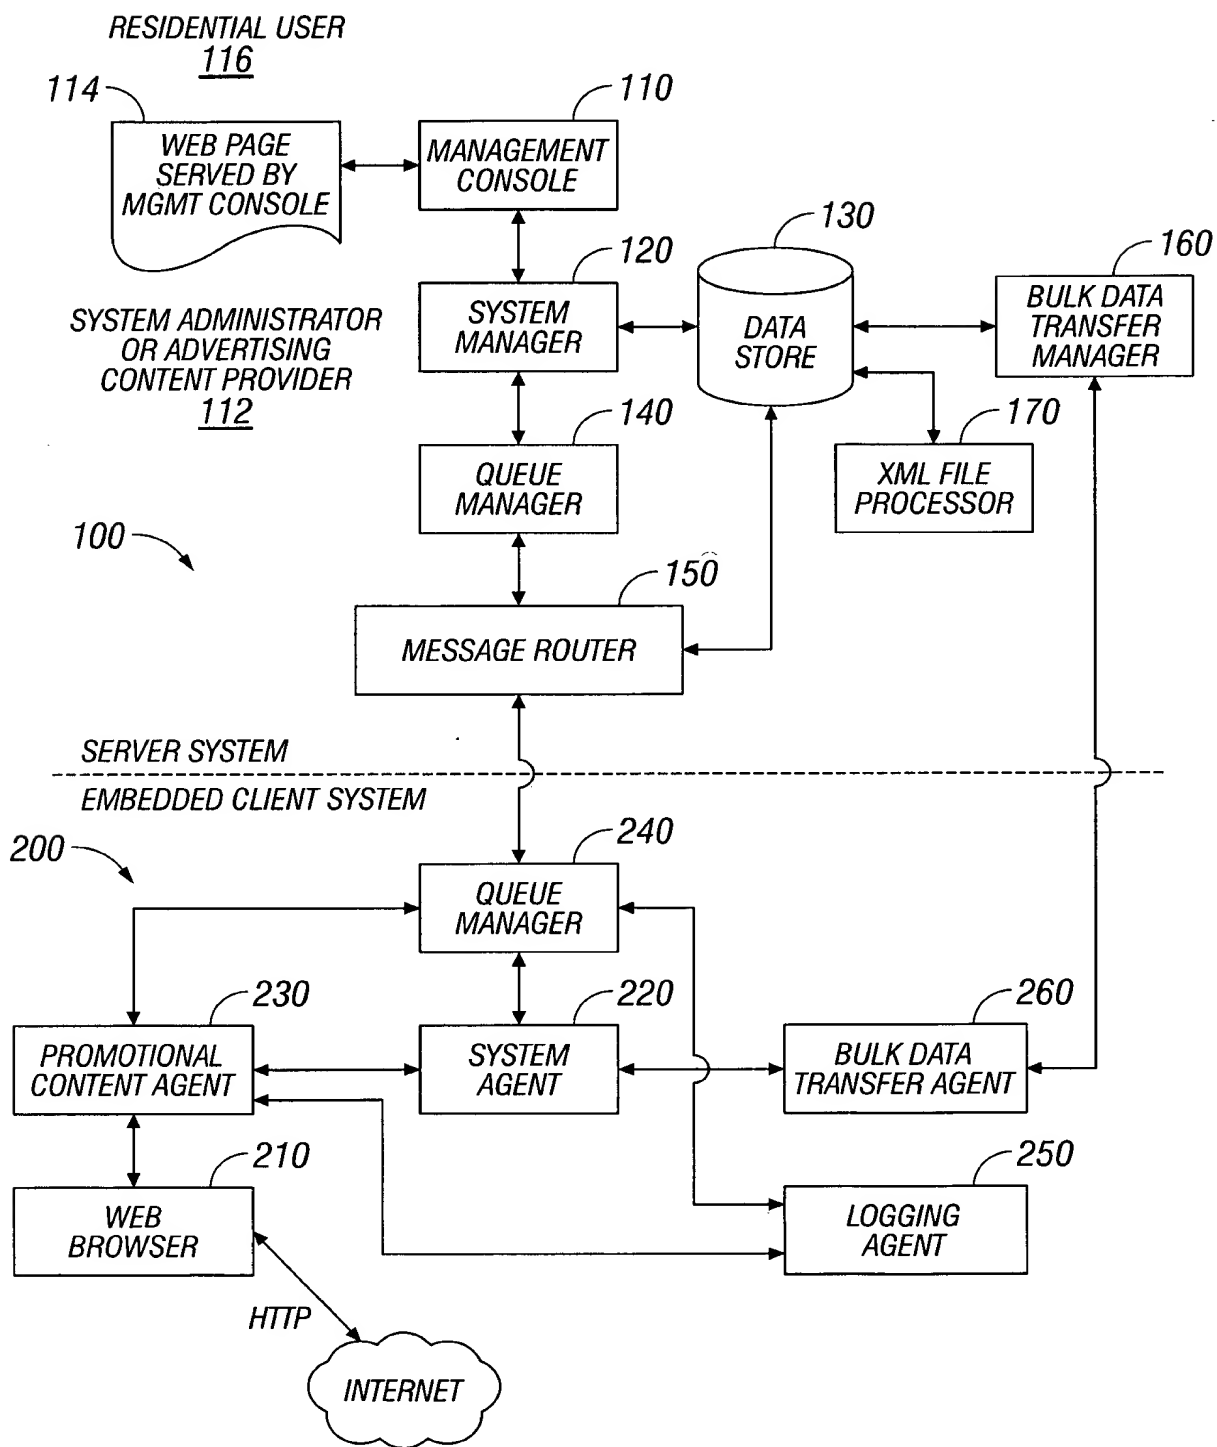 RESIDENTIAL USER
116
114
110
WEB PAGE
SERVED BY
MGMT CONSOLE
MANAGEMENT
CONSOLE
130
160
120
SYSTEM ADMINISTRATOR
OR ADVERTISING
CONTENT PROVIDER
112
SYSTEM
MANAGER
DATA
STORE
BULK DATA
TRANSFER
MANAGER
140
170
QUEUE
MANAGER
XML FILE
PROCESSOR
100
150
MESSAGE ROUTER
SERVER SYSTEM
EMBEDDED CLIENT SYSTEM
200
240
QUEUE
MANAGER
230
220
260
PROMOTIONAL
CONTENT AGENT
SYSTEM
AGENT
BULK DATA
TRANSFER AGENT
210
250
WEB
BROWSER
LOGGING
AGENT
HTTP
INTERNET